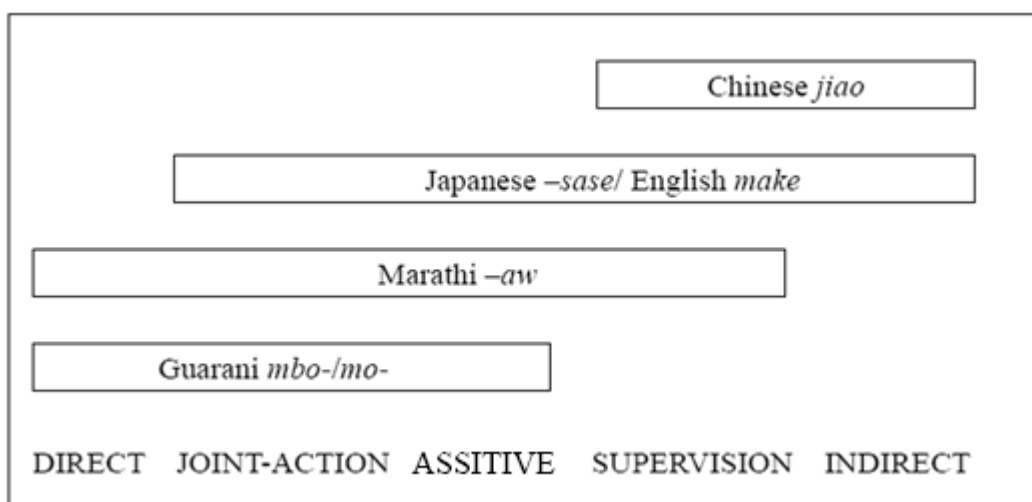 Chinese jiao
Japanese –sase/ English make
Marathi –aw
Guarani mbo-/mo-
DIRECT JOINT-ACTION ASSITIVE SUPERVISION INDIRECT